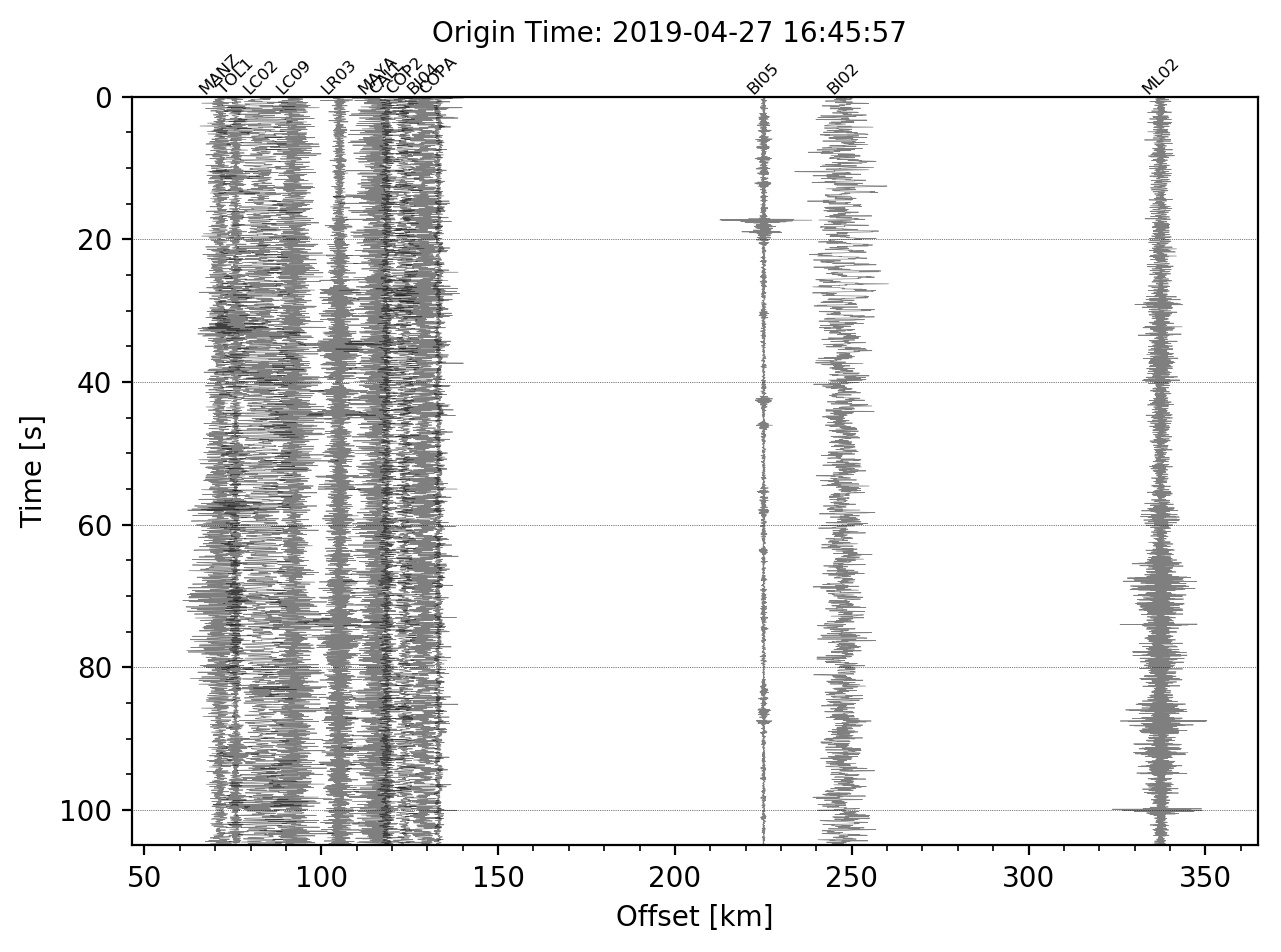 Origin Time: 2019-04-27 16:45:57
MANZ TOL1 LC02 LC09 LR03 MAYA COP2 BI04 COPA BI05 BI02 ML02
0
20
40
60
80
100
Time [s]
50 100 150 200 250 300 350
Offset [km]